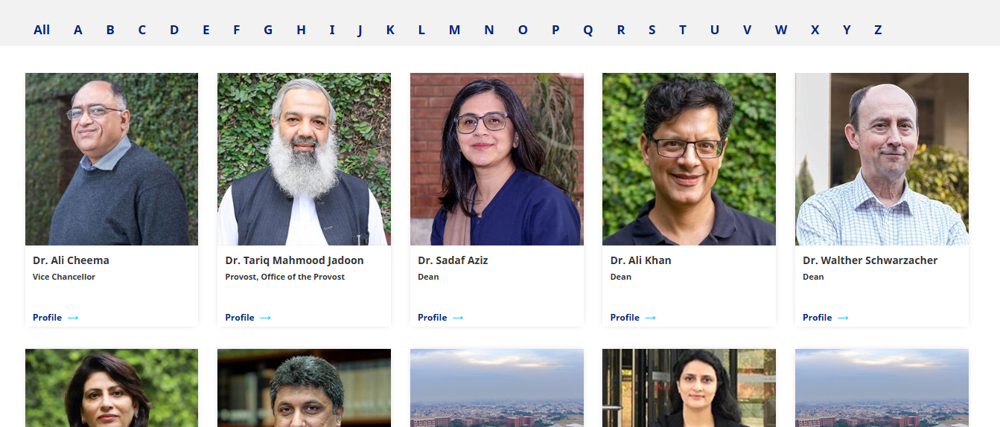 All A B C D E F G H I J K L M N O P Q R S T U V W X Y Z
Dr. Ali Cheema
Vice Chancellor
Profile →
Dr. Tariq Mahmood Jadoon
Provost, Office of the Provost
Profile →
Dr. Sadaf Aziz
Dean
Profile →
Dr. Ali Khan
Dean
Profile →
Dr. Walther Schwarzacher
Dean
Profile →